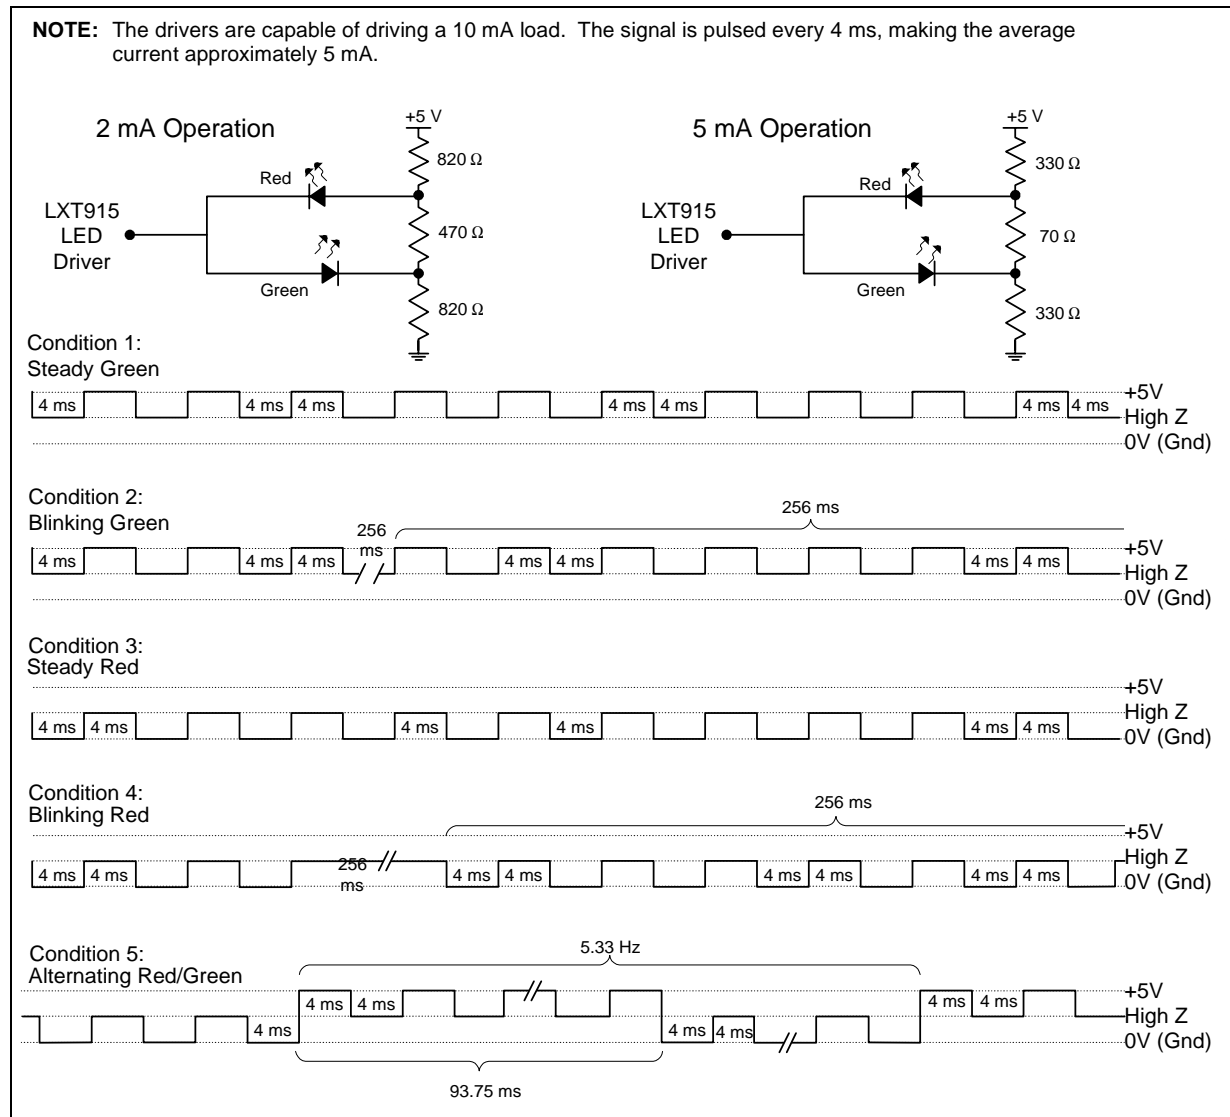 NOTE: The drivers are capable of driving a 10 mA load. The signal is pulsed every 4 ms, making the average
current approximately 5 mA.
2 mA Operation
+5 V
820 Ω
Red
LXT915
LED
Driver
470 Ω
Green
820 Ω
5 mA Operation
+5 V
330 Ω
Red
LXT915
LED
Driver
70 Ω
Green
330 Ω
Condition 1:
Steady Green
4 ms 4 ms 4 ms 4 ms 4 ms 4 ms 4 ms
+5V
High Z
0V (Gnd)
Condition 2:
Blinking Green
256
ms
256 ms
4 ms 4 ms 4 ms 4 ms 4 ms 4 ms 4 ms
+5V
High Z
0V (Gnd)
Condition 3:
Steady Red
4 ms 4 ms 4 ms 4 ms 4 ms 4 ms
+5V
High Z
0V (Gnd)
Condition 4:
Blinking Red
256 ms
256
ms
4 ms 4 ms 4 ms 4 ms 4 ms 4 ms 4 ms 4 ms
+5V
High Z
0V (Gnd)
Condition 5:
Alternating Red/Green
5.33 Hz
4 ms 4 ms 4 ms 4 ms
4 ms 4 ms 4 ms
+5V
High Z
0V (Gnd)
93.75 ms